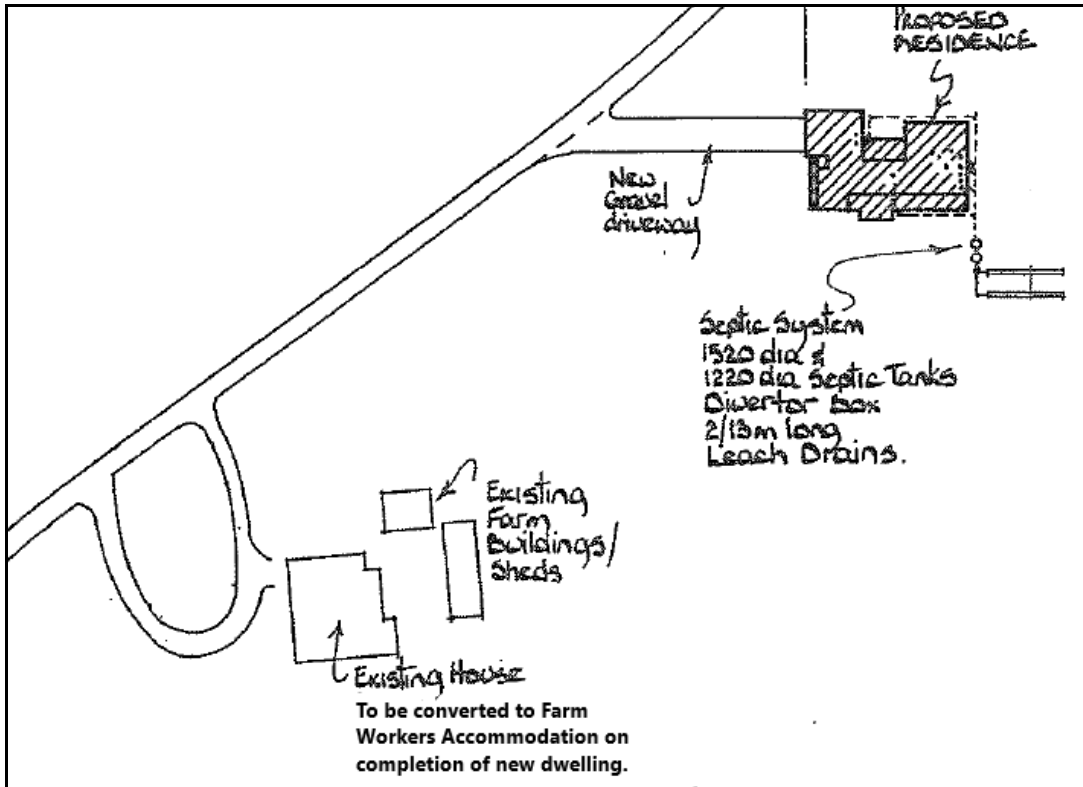 PROPOSED
RESIDENCE
New
Gravel
driveway
Septic System
1520 dia &
1220 dia Septic Tanks
Divertor Box
2/13m long
Leach Drains.
Existing
Farm
Buildings/
Sheds
Existing House
To be converted to Farm
Workers Accommodation on
completion of new dwelling.